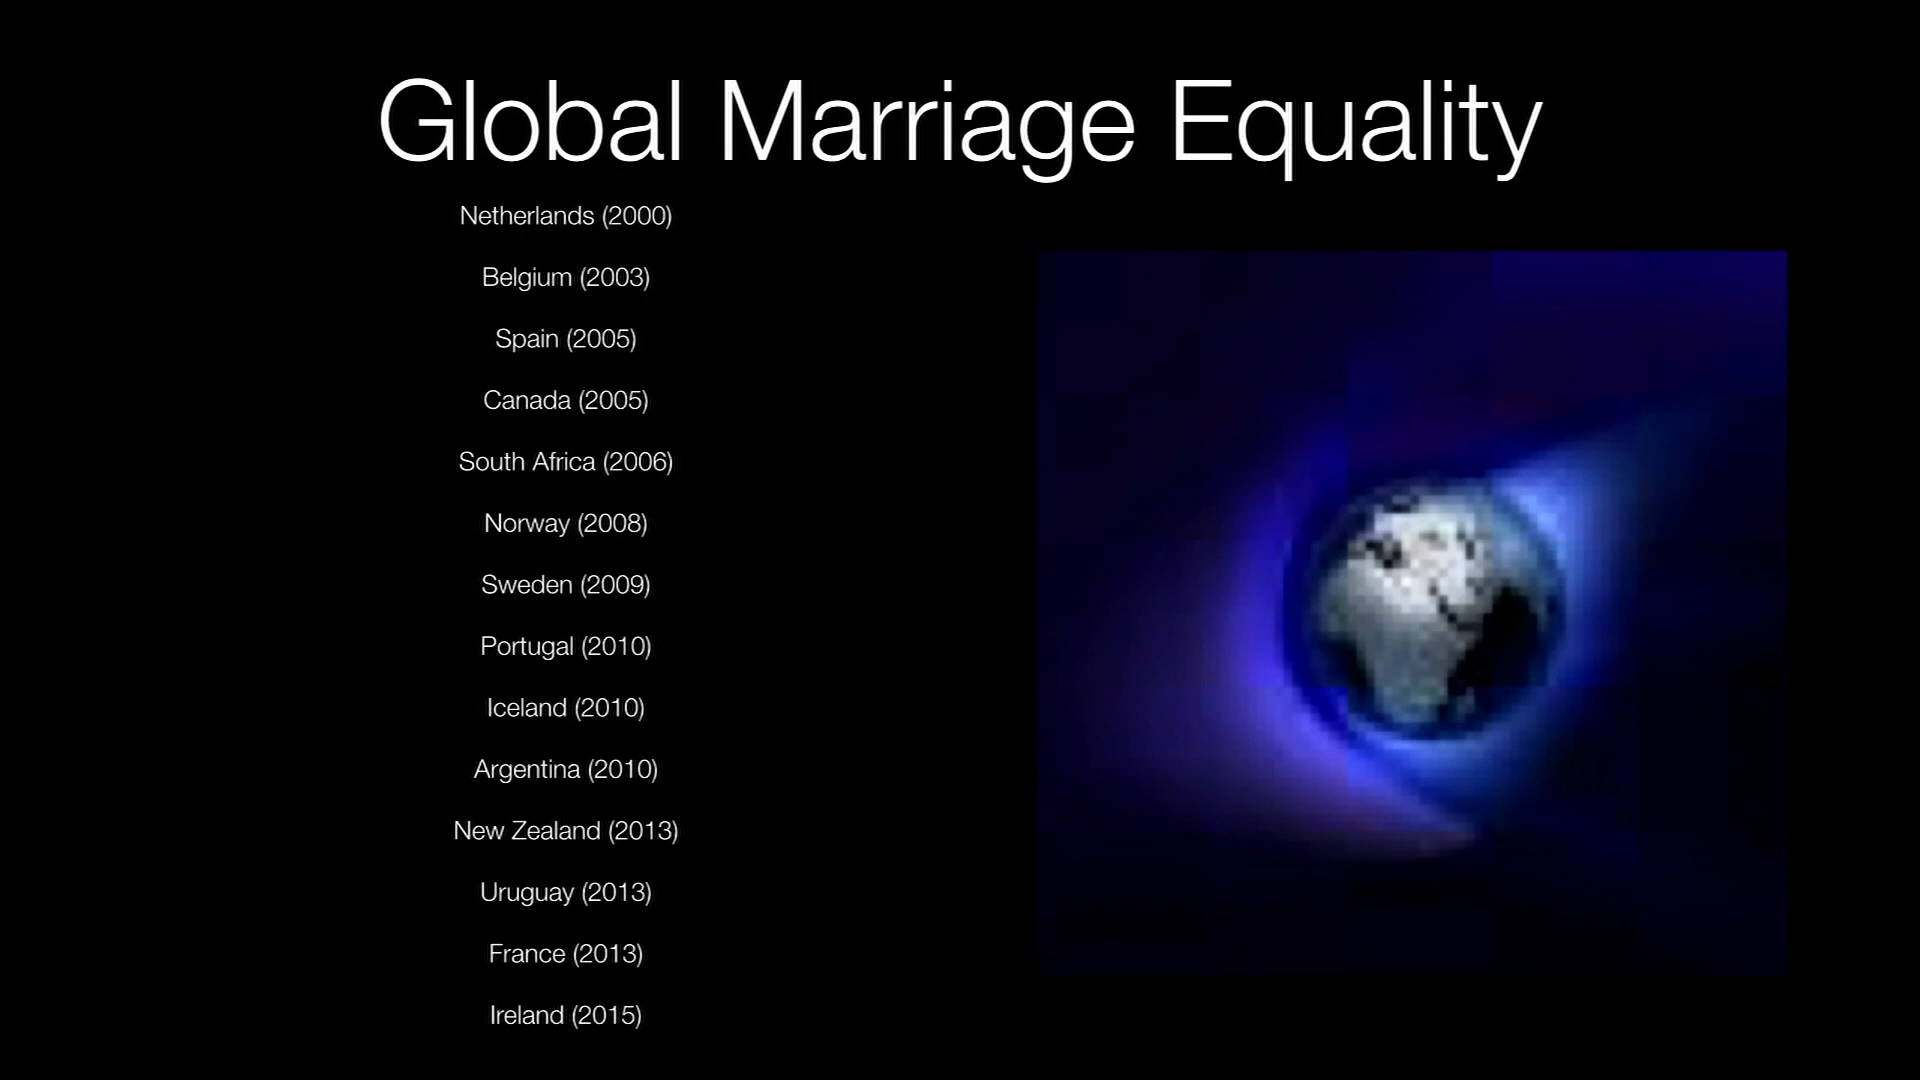 Global Marriage Equality
Netherlands (2000)
Belgium (2003)
Spain (2005)
Canada (2005)
South Africa (2006)
Norway (2008)
Sweden (2009)
Portugal (2010)
Iceland (2010)
Argentina (2010)
New Zealand (2013)
Uruguay (2013)
France (2013)
Ireland (2015)